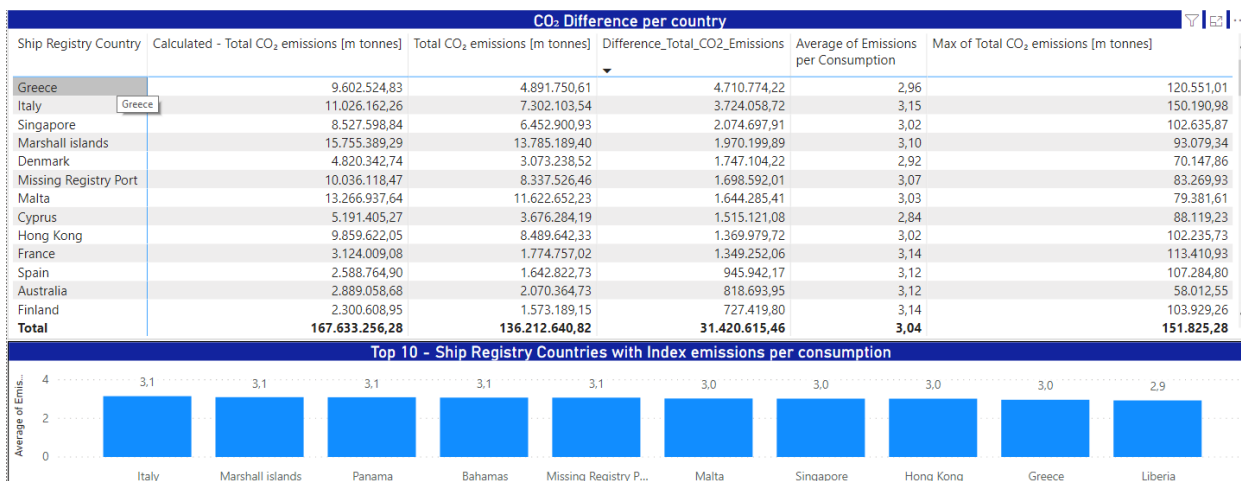 CO₂ Difference per country
Ship Registry Country Calculated - Total CO₂ emissions [m tonnes] Total CO₂ emissions [m tonnes] Difference_Total_CO2_Emissions Average of Emissions per Consumption Max of Total CO₂ emissions [m tonnes]
Greece 9.602.524,83 4.891.750,61 4.710.774,22 2,96 120.551,01
Italy 11.026.162,26 7.302.103,54 3.724.058,72 3,15 150.190,98
Greece
Singapore 8.527.598,84 6.452.900,93 2.074.697,91 3,02 102.635,87
Marshall islands 15.755.389,29 13.785.189,40 1.970.199,89 3,10 93.079,34
Denmark 4.820.342,74 3.073.238,52 1.747.104,22 2,92 70.147,86
Missing Registry Port 10.036.118,47 8.337.526,46 1.698.592,01 3,07 83.269,93
Malta 13.266.937,64 11.622.652,23 1.644.285,41 3,03 79.381,61
Cyprus 5.191.405,27 3.676.284,19 1.515.121,08 2,84 88.119,23
Hong Kong 9.859.622,05 8.489.642,33 1.369.979,72 3,02 102.235,73
France 3.124.009,08 1.774.757,02 1.349.252,06 3,14 113.410,93
Spain 2.588.764,90 1.642.822,73 945.942,17 3,12 107.284,80
Australia 2.889.058,68 2.070.364,73 818.693,95 3,12 58.012,55
Finland 2.300.608,95 1.573.189,15 727.419,80 3,14 103.929,26
Total 167.633.256,28 136.212.640,82 31.420.615,46 3,04 151.825,28
Top 10 - Ship Registry Countries with Index emissions per consumption
Average of Emis...
4
2
0
3,1 3,1 3,1 3,1 3,1 3,0 3,0 3,0 3,0 2,9
Italy Marshall islands Panama Bahamas Missing Registry P... Malta Singapore Hong Kong Greece Liberia